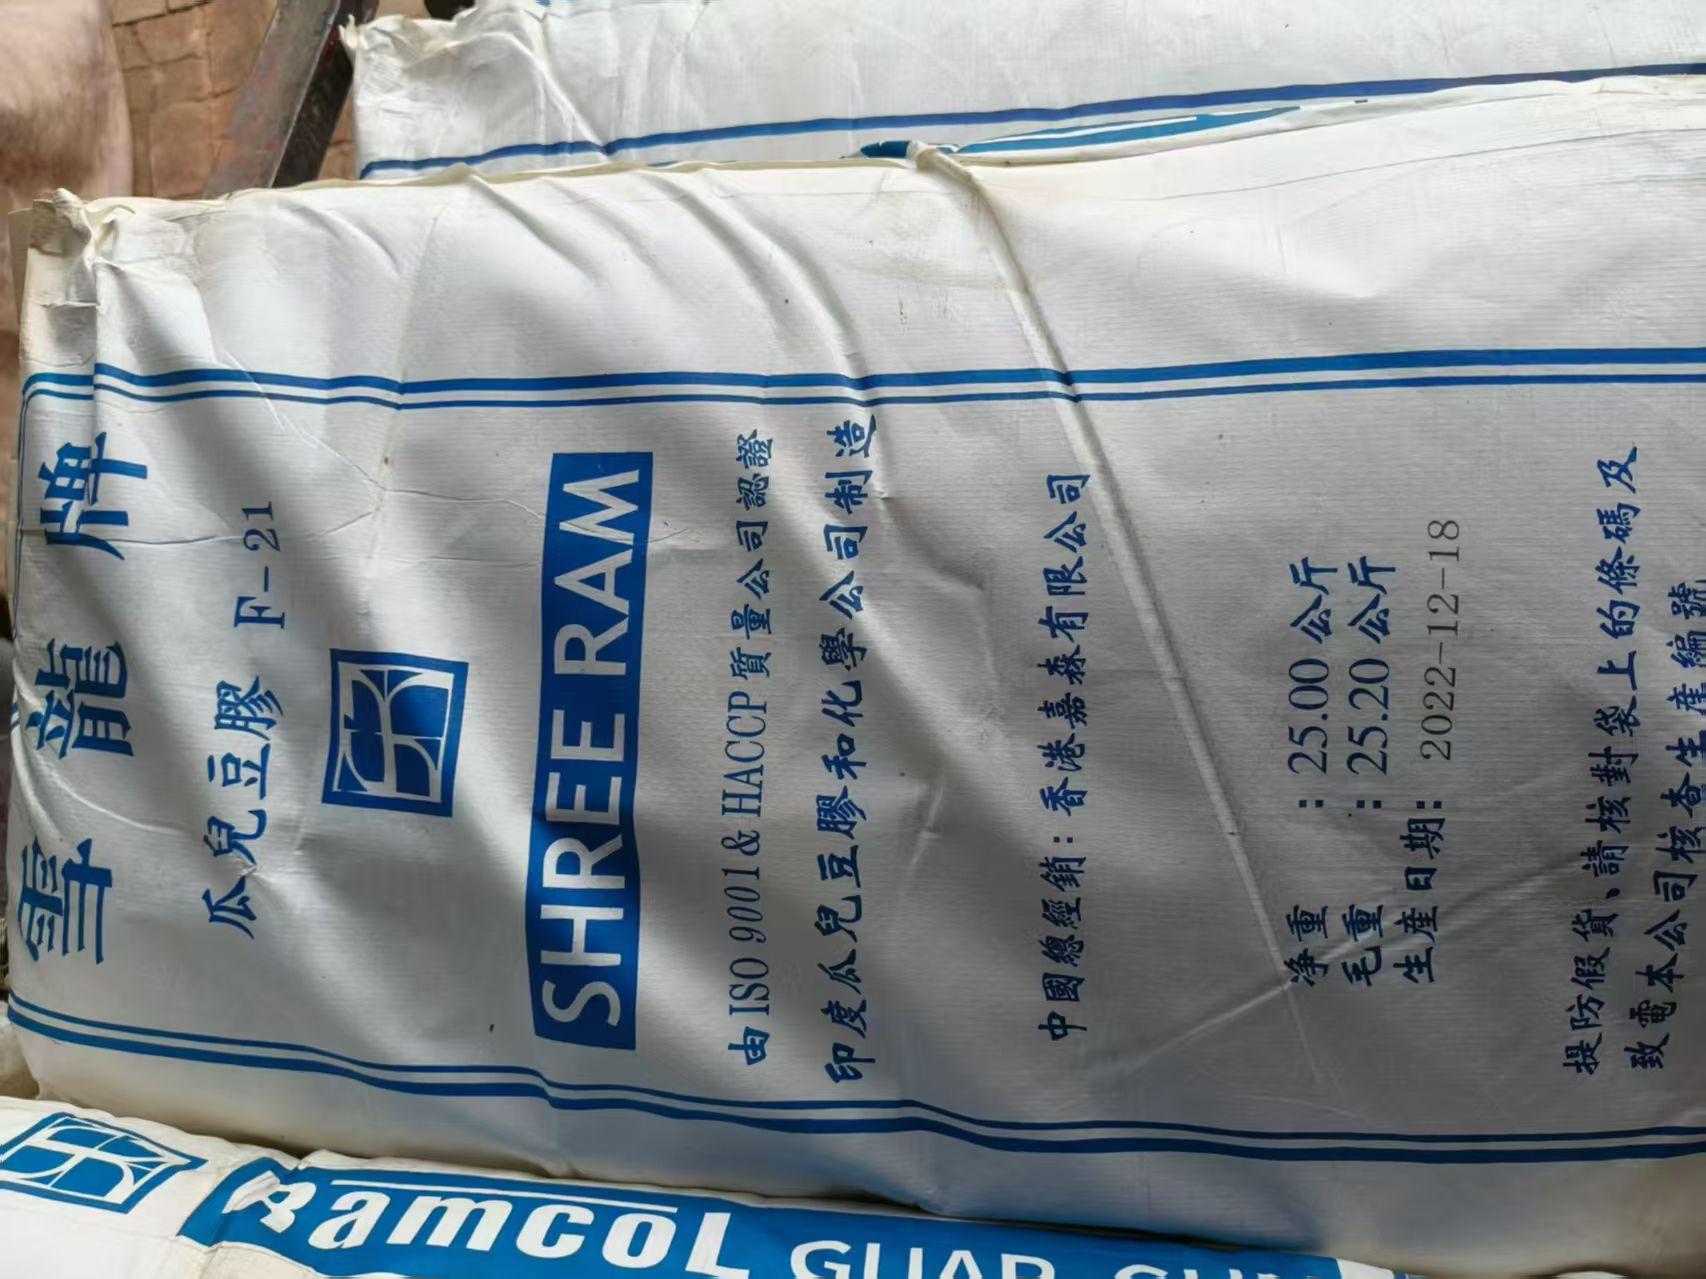 雪龍牌
瓜兒豆膠 F-21
SHREE RAM
由 ISO 9001 & HACCP 質量公司認證
印度瓜兒豆膠和化學公司制造
中國總經銷：香港嘉森有限公司
淨重 ： 25.00 公斤
毛重 ： 25.20 公斤
生産日期： 2022-12-18
提防假貨、請核對袋上的條碼及
致電本公司核查生産編號
Ramcol GUAR